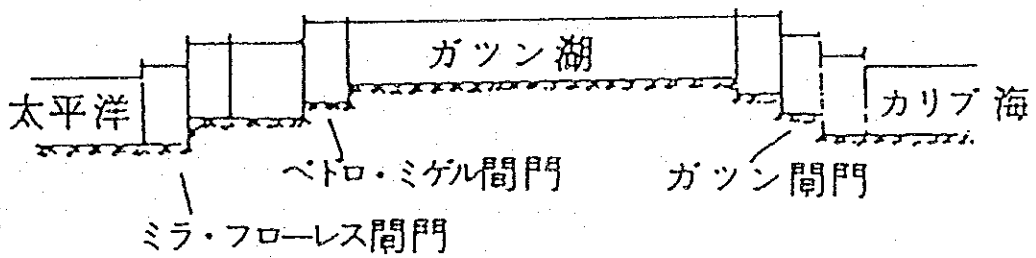 ガツン湖
太平洋
カリブ海
ペドロ・ミゲル閘門
ガツン閘門
ミラ・フローレス閘門